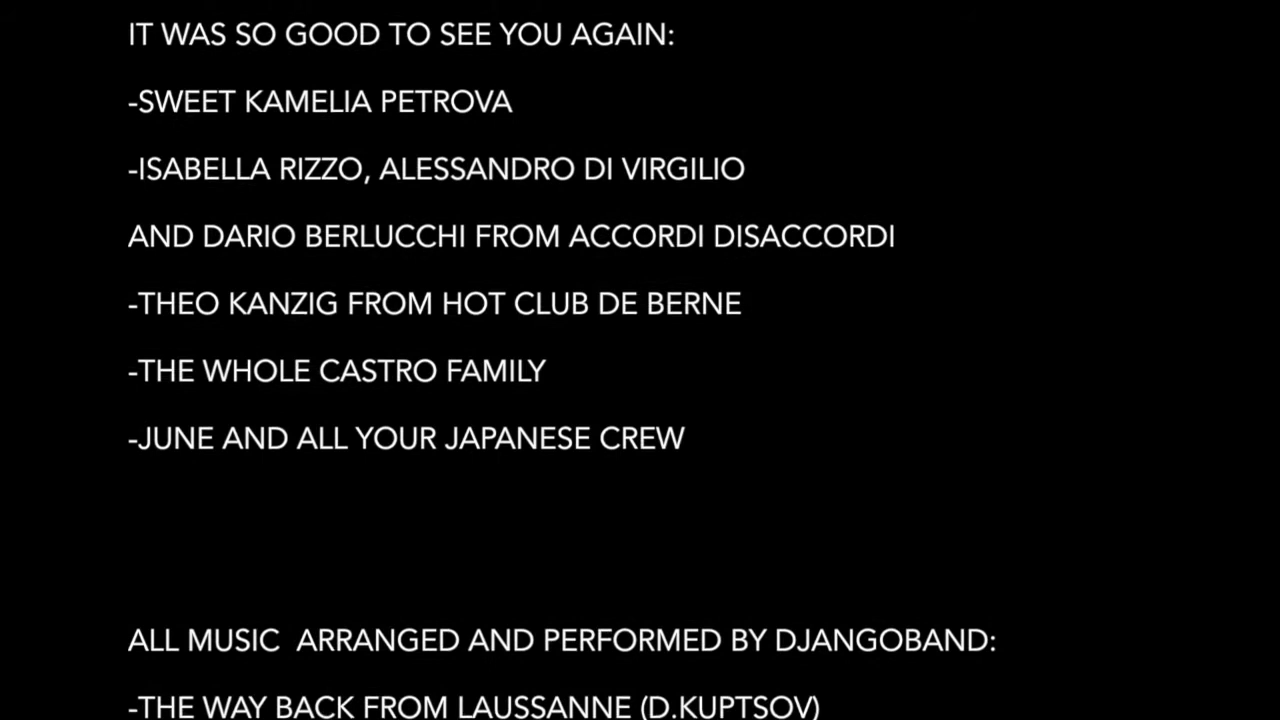 IT WAS SO GOOD TO SEE YOU AGAIN:
-SWEET KAMELIA PETROVA
-ISABELLA RIZZO, ALESSANDRO DI VIRGILIO
AND DARIO BERLUCCHI FROM ACCORDI DISACCORDI
-THEO KANZIG FROM HOT CLUB DE BERNE
-THE WHOLE CASTRO FAMILY
-JUNE AND ALL YOUR JAPANESE CREW
ALL MUSIC  ARRANGED AND PERFORMED BY DJANGOBAND:
-THE WAY BACK FROM LAUSSANNE (D.KUPTSOV)